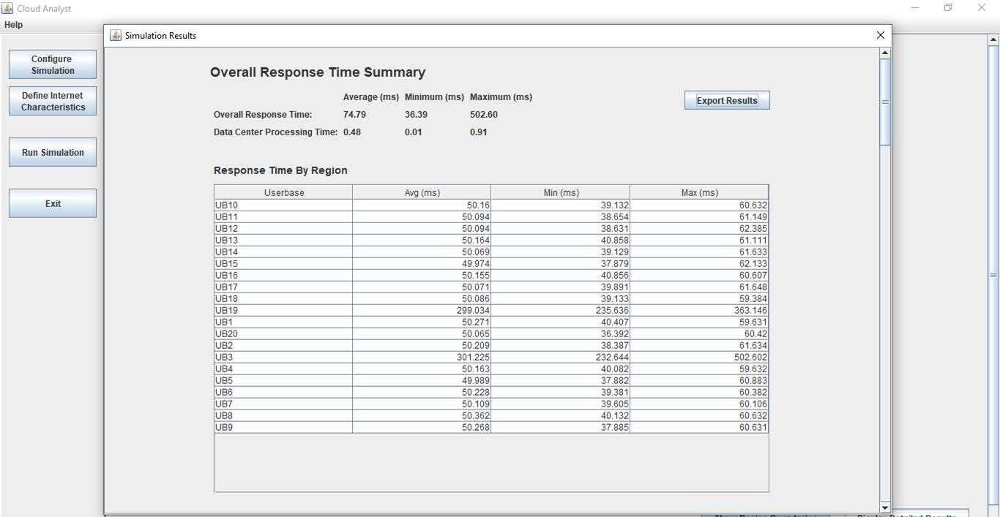 Cloud Analyst
Help
Simulation Results
Configure
Simulation
Define Internet
Characteristics
Run Simulation
Exit
Overall Response Time Summary
Average (ms) Minimum (ms) Maximum (ms)
Export Results
Overall Response Time: 74.79 36.39 502.60
Data Center Processing Time: 0.48 0.01 0.91
Response Time By Region
Userbase Avg (ms) Min (ms) Max (ms)
UB10 50.16 39.132 60.632
UB11 50.094 38.654 61.149
UB12 50.094 38.631 62.385
UB13 50.164 40.858 61.111
UB14 50.069 39.129 61.633
UB15 49.974 37.879 62.133
UB16 50.155 40.856 60.607
UB17 50.071 39.891 61.648
UB18 50.086 39.133 59.384
UB19 299.034 235.636 363.146
UB1 50.271 40.407 59.631
UB20 50.065 36.392 60.42
UB2 50.209 38.387 61.634
UB3 301.225 232.644 502.602
UB4 50.163 40.082 59.632
UB5 49.989 37.882 60.883
UB6 50.228 39.381 60.382
UB7 50.109 39.605 60.106
UB8 50.362 40.132 60.632
UB9 50.268 37.885 60.631
Show Region Boundaries Display Detailed Results